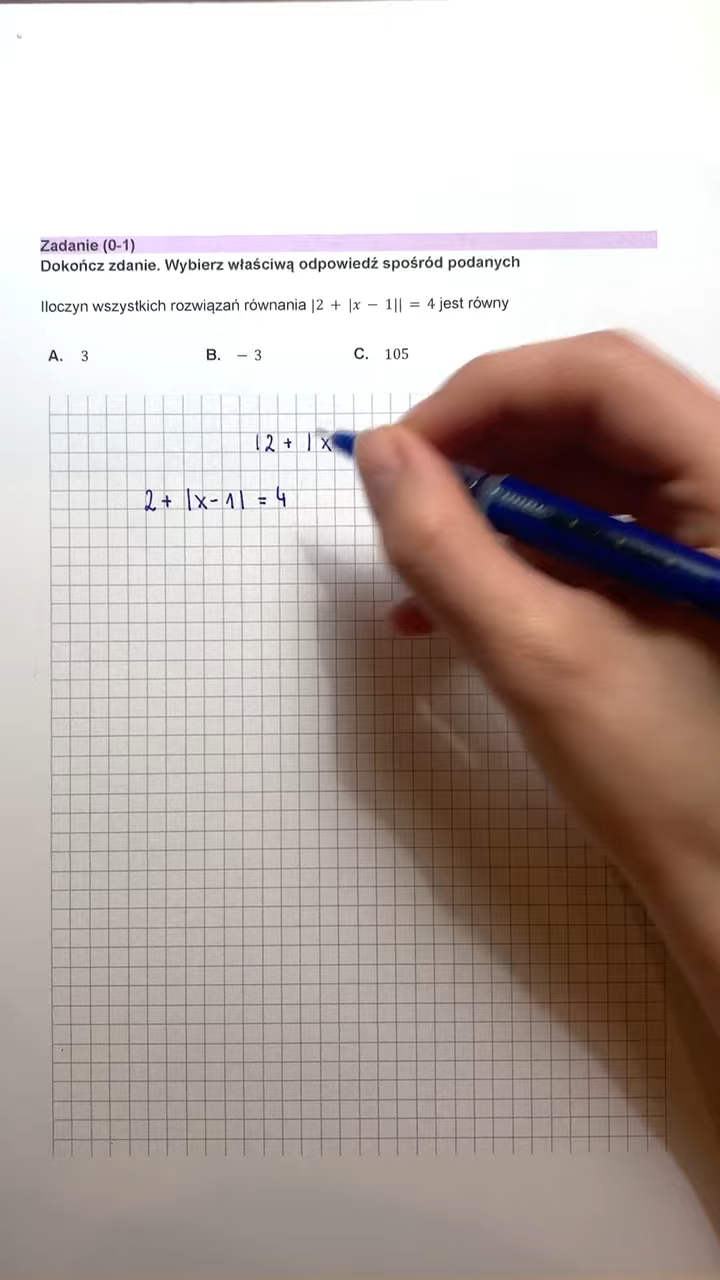 Zadanie (0-1)
Dokończ zdanie. Wybierz właściwą odpowiedź spośród podanych
Iloczyn wszystkich rozwiązań równania |2 + |x − 1|| = 4 jest równy
A. 3 B. − 3 C. 105
|2 + |x
2 + |x - 1| = 4